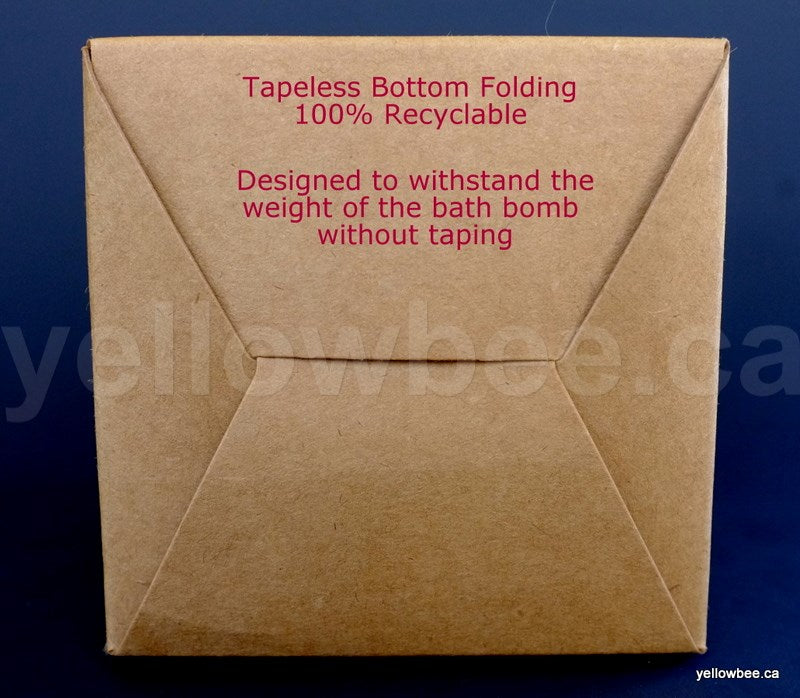 Tapeless Bottom Folding
100% Recyclable
Designed to withstand the
weight of the bath bomb
without taping
yellowbee.ca
yellowbee.ca